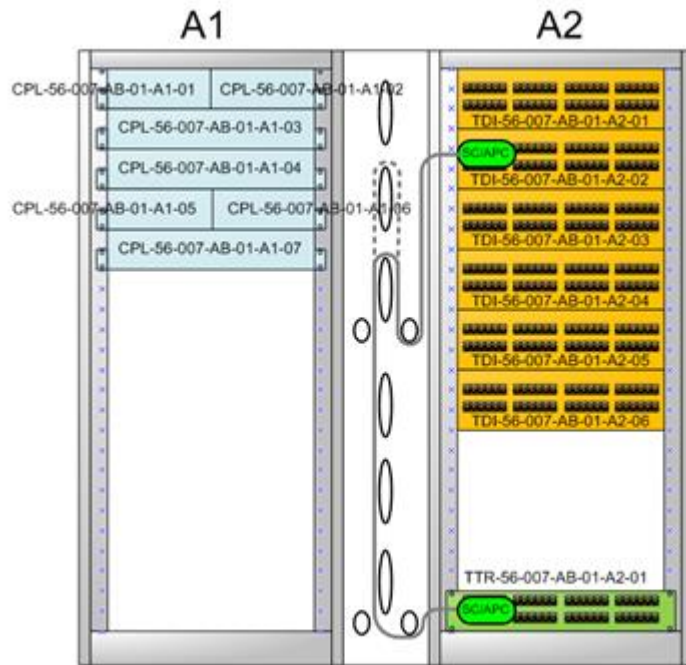 A1
A2
CPL-56-007-AB-01-A1-01
CPL-56-007-AB-01-A1-02
CPL-56-007-AB-01-A1-03
CPL-56-007-AB-01-A1-04
CPL-56-007-AB-01-A1-05
CPL-56-007-AB-01-A1-06
CPL-56-007-AB-01-A1-07
TDI-56-007-AB-01-A2-01
SC/APC
TDI-56-007-AB-01-A2-02
TDI-56-007-AB-01-A2-03
TDI-56-007-AB-01-A2-04
TDI-56-007-AB-01-A2-05
TDI-56-007-AB-01-A2-06
TTR-56-007-AB-01-A2-01
SC/APC